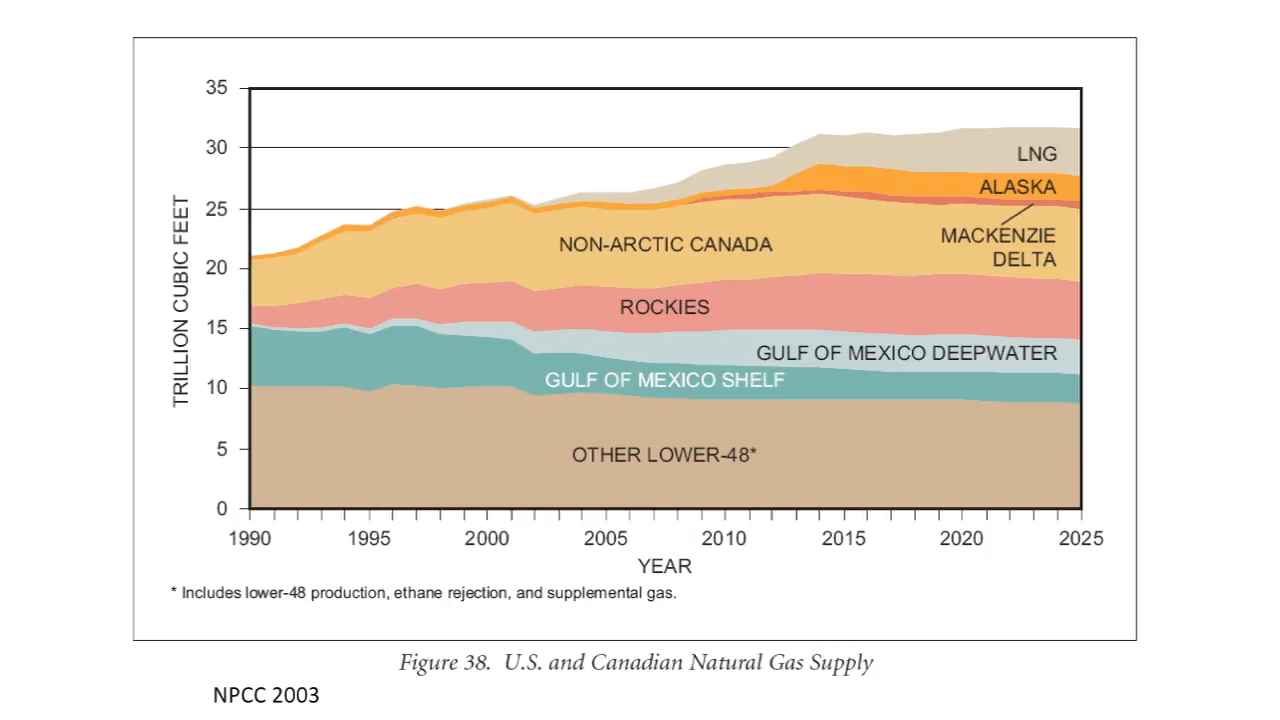 35
30
25
20
15
10
5
0
TRILLION CUBIC FEET
LNG
ALASKA
MACKENZIE
DELTA
NON-ARCTIC CANADA
ROCKIES
GULF OF MEXICO DEEPWATER
GULF OF MEXICO SHELF
OTHER LOWER-48*
1990 1995 2000 2005 2010 2015 2020 2025
YEAR
* Includes lower-48 production, ethane rejection, and supplemental gas.
Figure 38. U.S. and Canadian Natural Gas Supply
NPCC 2003